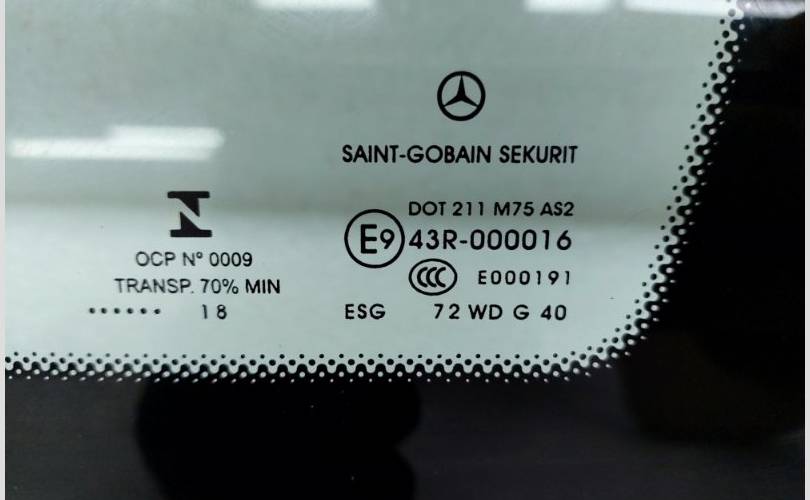 SAINT-GOBAIN SEKURIT
DOT 211 M75 AS2
E9 43R-000016
CCC E000191
ESG 72 WD G 40
N
OCP Nº 0009
TRANSP. 70% MIN
...... 18